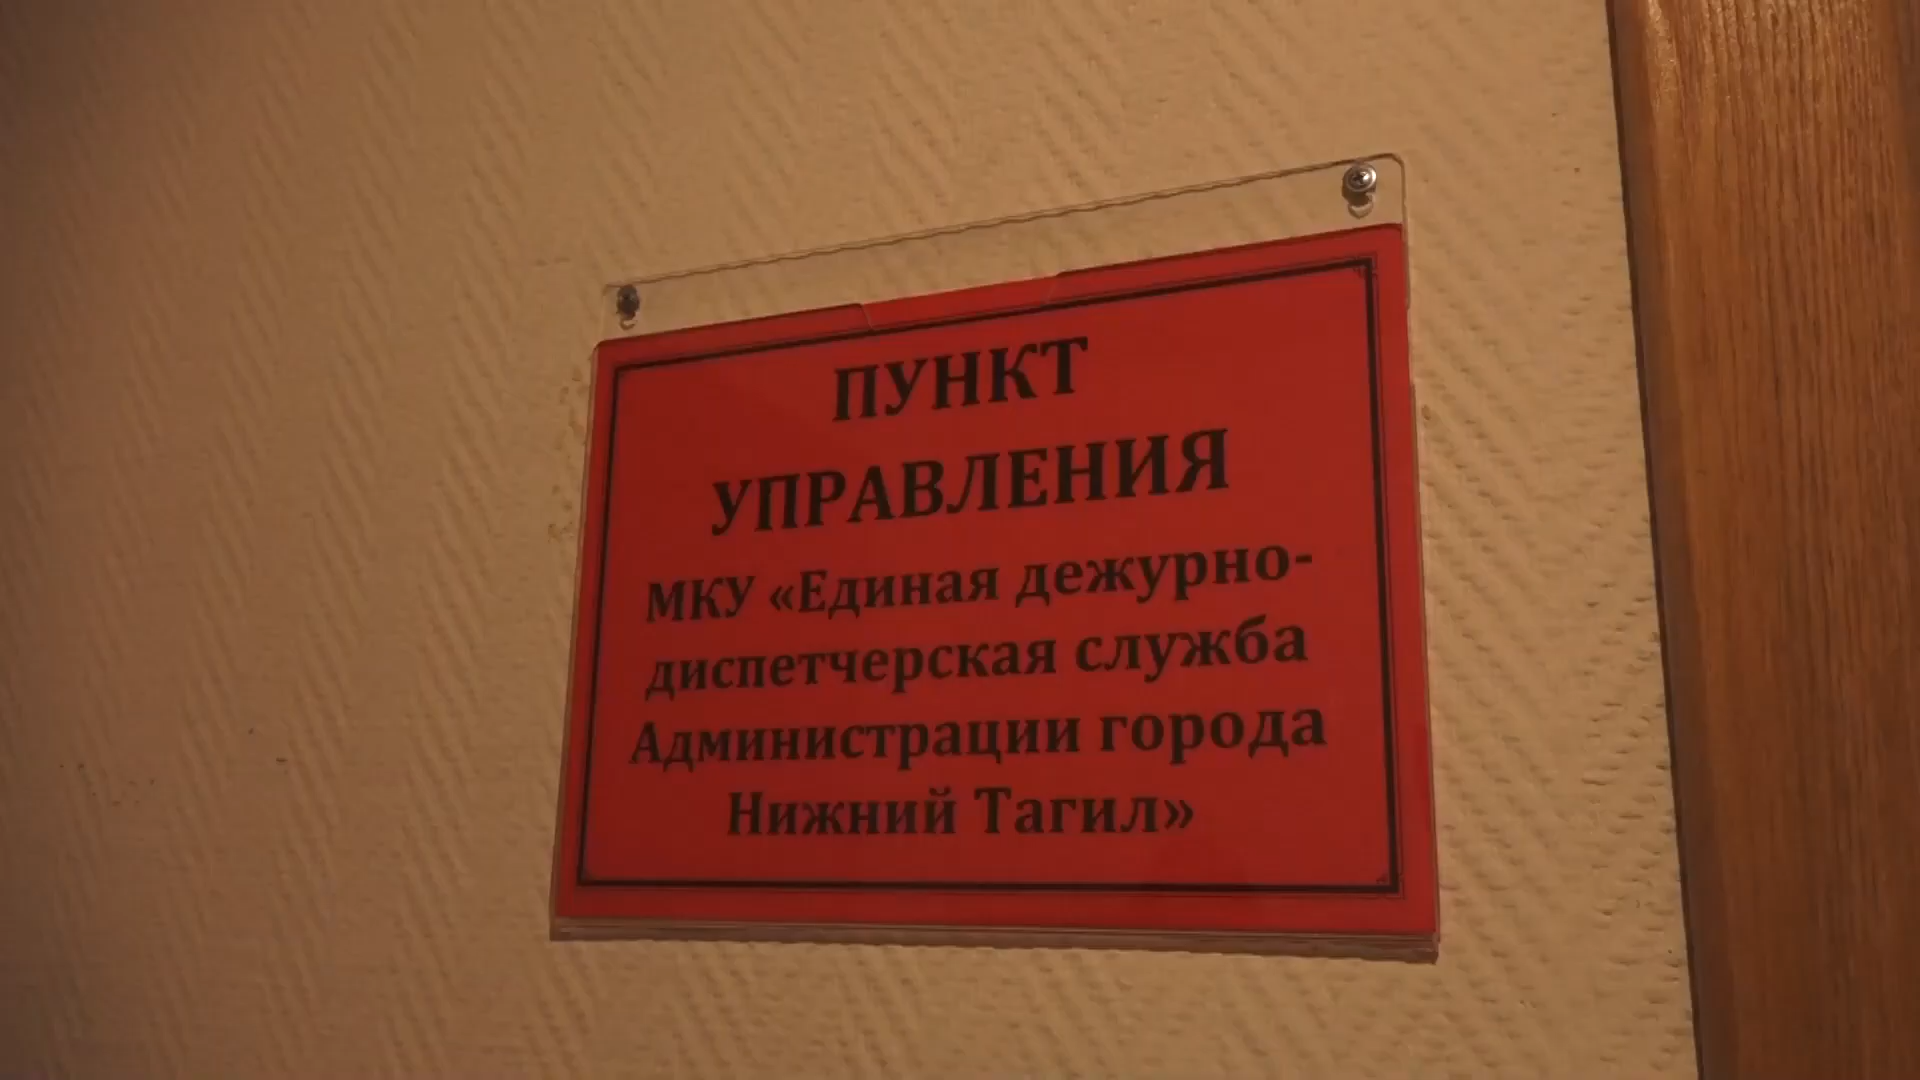 ПУНКТ
УПРАВЛЕНИЯ
МКУ «Единая дежурно-
диспетчерская служба
Администрации города
Нижний Тагил»